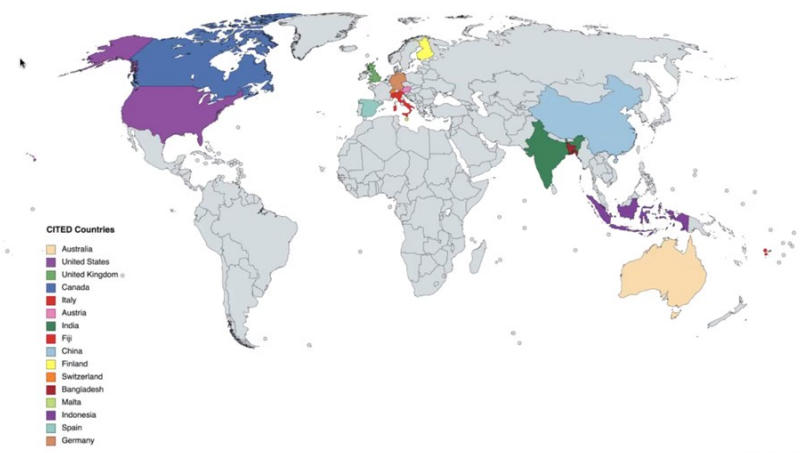 CITED Countries
Australia
United States
United Kingdom
Canada
Italy
Austria
India
Fiji
China
Finland
Switzerland
Bangladesh
Malta
Indonesia
Spain
Germany